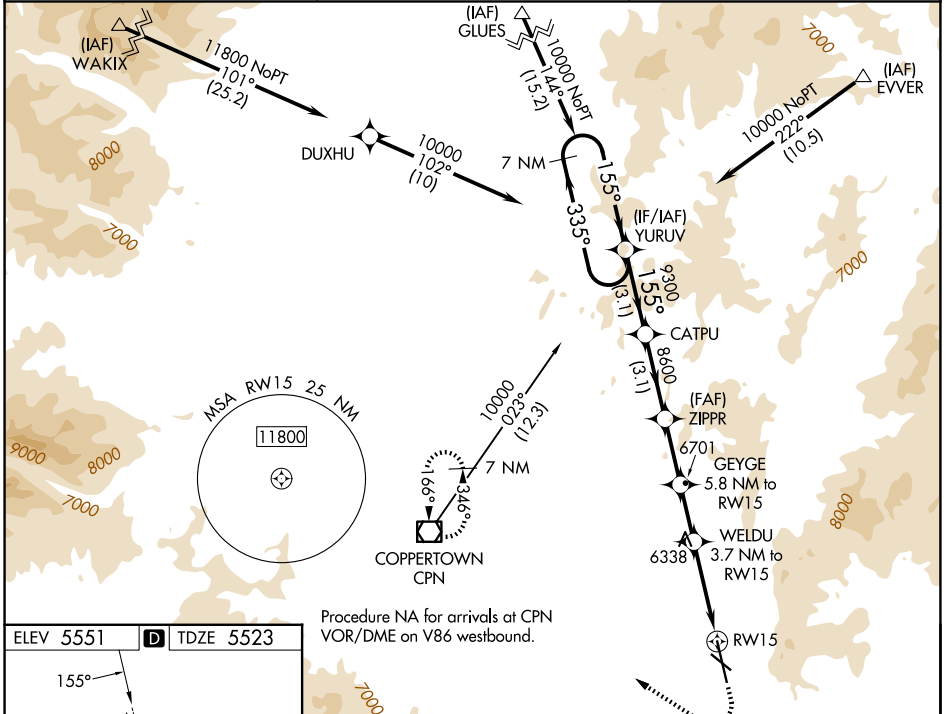 (IAF)
WAKIX
11800 NoPT
101°
(25.2)
(IAF)
GLUES
10000 NoPT
144°
(15.2)
7000
(IAF)
EVVER
10000 NoPT
222°
(10.5)
8000
7000
DUXHU
10000
102°
(10)
7 NM
155°
335°
(IF/IAF)
YURUV
7000
9300
155°
(3.1)
CATPU
8600
(3.1)
(FAF)
ZIPPR
6701
GEYGE
5.8 NM to
RW15
WELDU
3.7 NM to
RW15
6338
8000
MSA RW15 25 NM
11800
9000
8000
7000
10000
023°
(12.3)
7 NM
166°
346°
COPPERTOWN
CPN
Procedure NA for arrivals at CPN
VOR/DME on V86 westbound.
RW15
7000
ELEV 5551 D TDZE 5523
155°